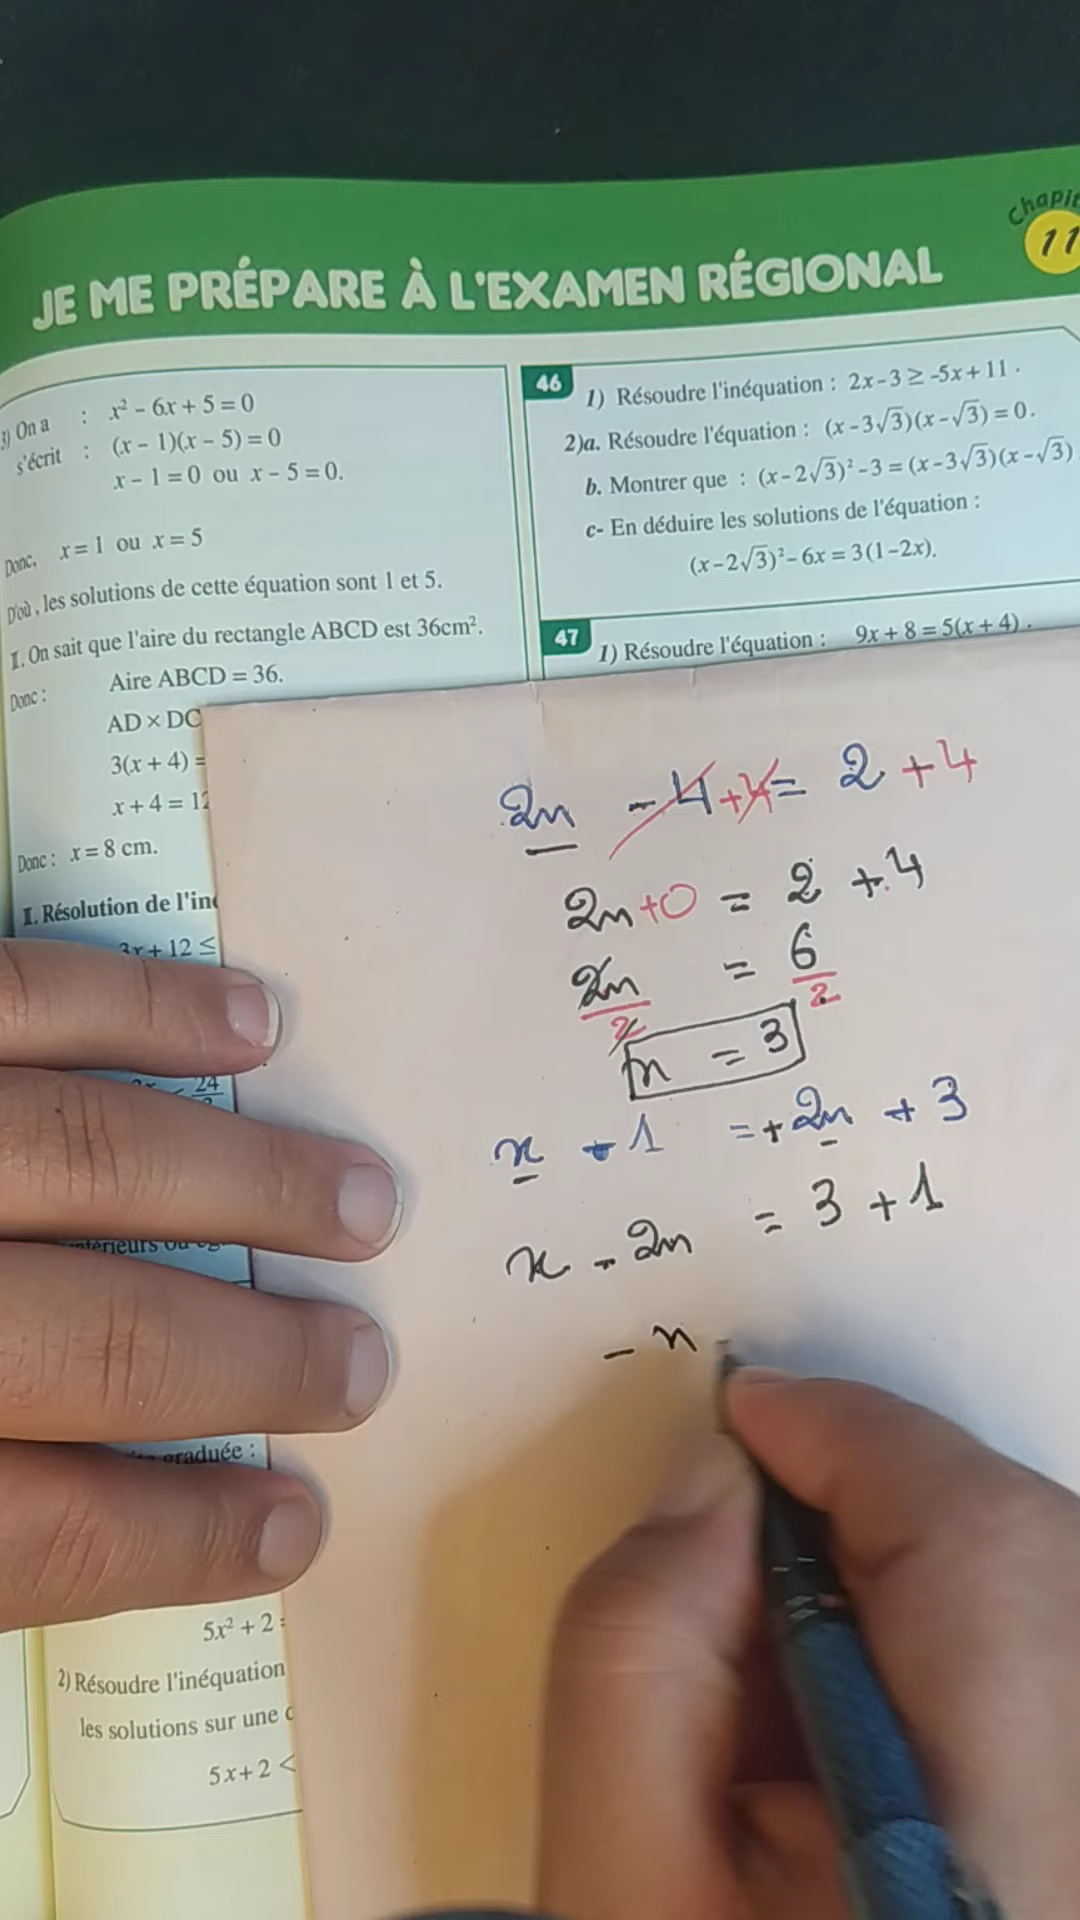 Chapit
11
JE ME PRÉPARE À L'EXAMEN RÉGIONAL
3) On a : x² - 6x + 5 = 0
s'écrit : (x - 1)(x - 5) = 0
x - 1 = 0 ou x - 5 = 0.
Donc, x = 1 ou x = 5
D'où, les solutions de cette équation sont 1 et 5.
I. On sait que l'aire du rectangle ABCD est 36cm².
Donc : Aire ABCD = 36.
AD × DC
3(x + 4) =
x + 4 = 12
Donc : x = 8 cm.
I. Résolution de l'iné
3x + 12 ≤
24
graduée :
5x² + 2 =
2) Résoudre l'inéquation
les solutions sur une d
5x + 2 <
46
1) Résoudre l'inéquation : 2x - 3 ≥ -5x + 11 .
2)a. Résoudre l'équation : (x - 3√3)(x - √3) = 0 .
b. Montrer que : (x - 2√3)² - 3 = (x - 3√3)(x - √3)
c- En déduire les solutions de l'équation :
(x - 2√3)² - 6x = 3(1 - 2x).
47
1) Résoudre l'équation : 9x + 8 = 5(x + 4) .
2x - 4 + 4 = 2 + 4
2x + 0 = 2 + 4
2x/2 = 6/2
x = 3
x - 1 = + 2x + 3
x - 2x = 3 + 1
- x